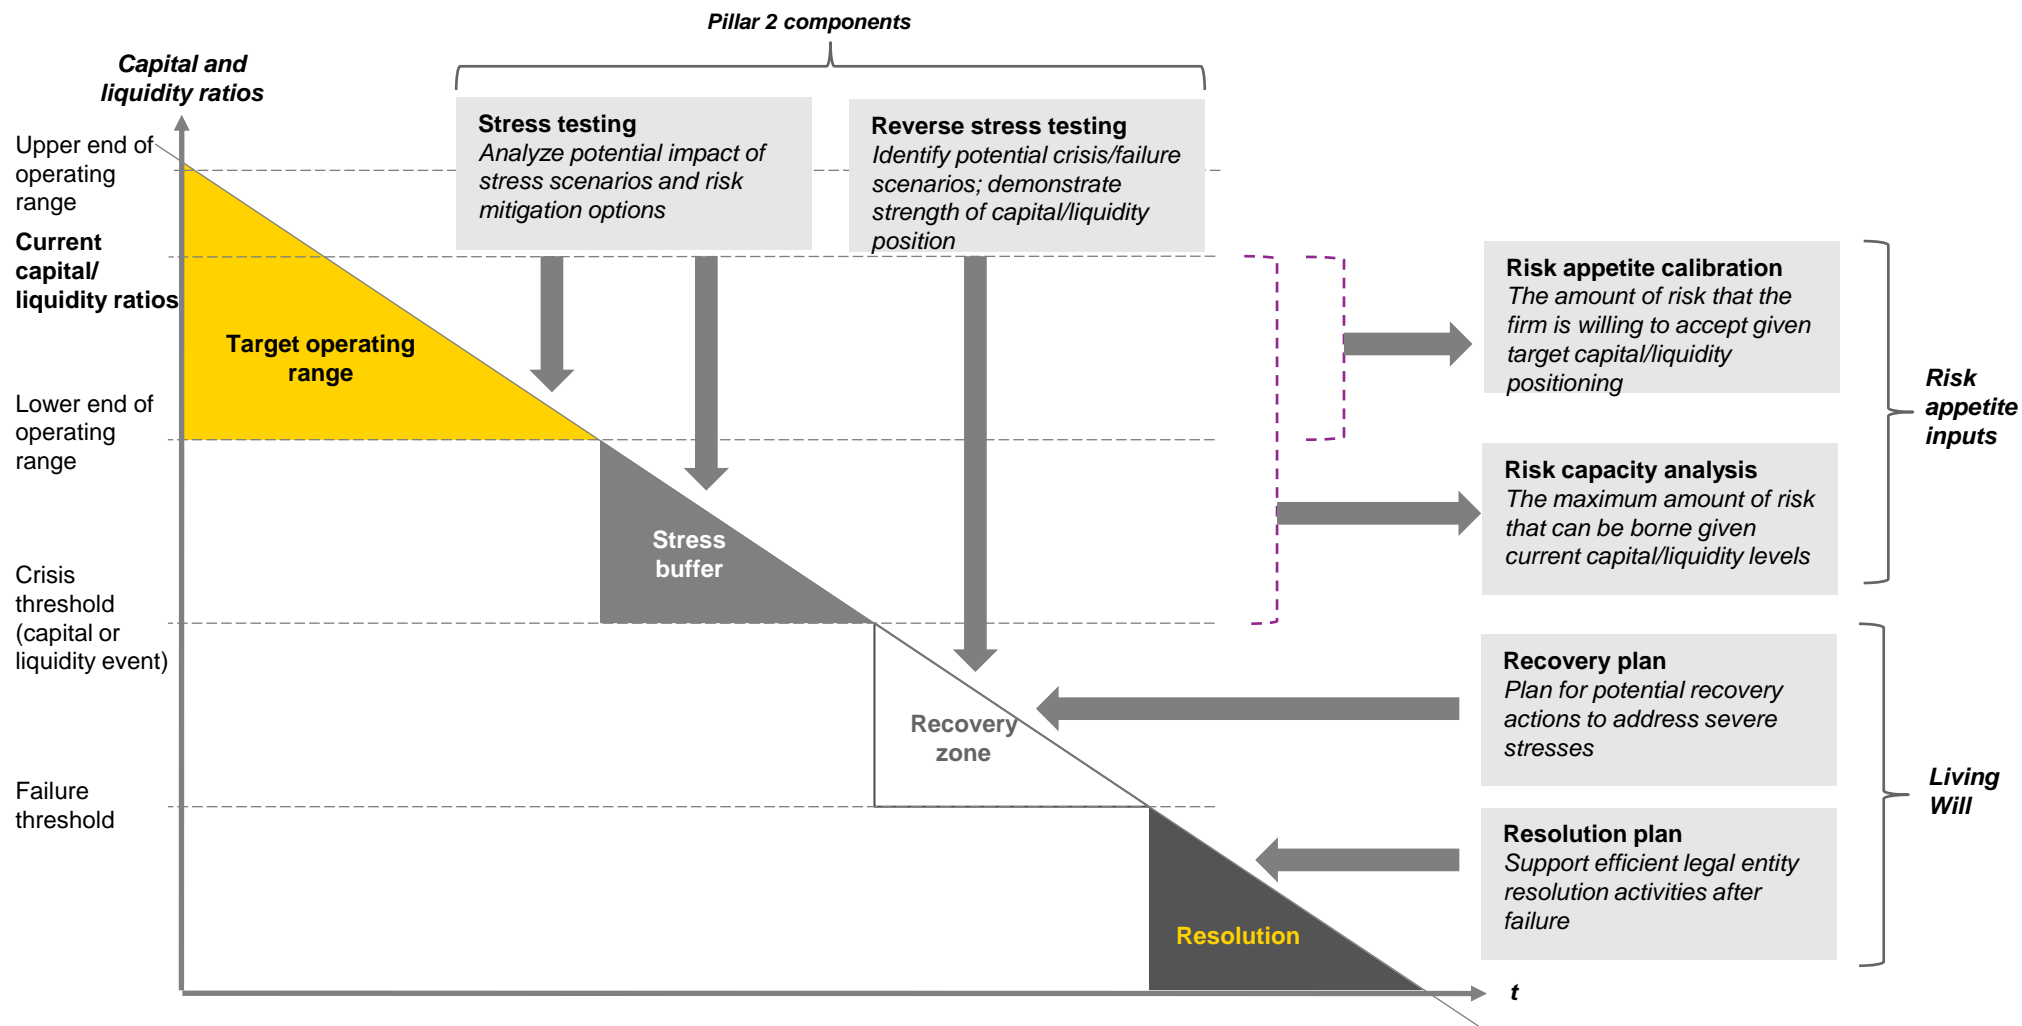 Pillar 2 components
Capital and
liquidity ratios
Upper end of
operating
range
Current
capital/
liquidity ratios
Lower end of
operating
range
Crisis
threshold
(capital or
liquidity event)
Failure
threshold
Stress testing
Analyze potential impact of
stress scenarios and risk
mitigation options
Reverse stress testing
Identify potential crisis/failure
scenarios; demonstrate
strength of capital/liquidity
position
Target operating
range
Stress
buffer
Recovery
zone
Resolution
t
Risk appetite calibration
The amount of risk that the
firm is willing to accept given
target capital/liquidity
positioning
Risk capacity analysis
The maximum amount of risk
that can be borne given
current capital/liquidity levels
Risk
appetite
inputs
Recovery plan
Plan for potential recovery
actions to address severe
stresses
Resolution plan
Support efficient legal entity
resolution activities after
failure
Living
Will